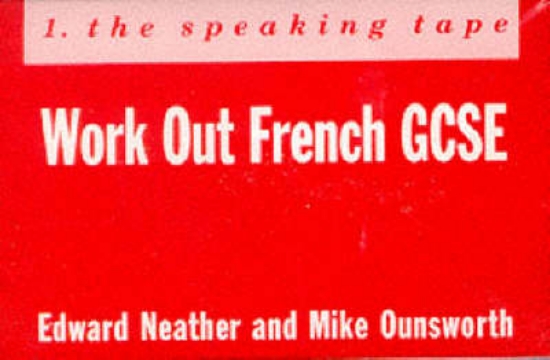 1. the speaking tape
Work Out French GCSE
Edward Neather and Mike Ounsworth